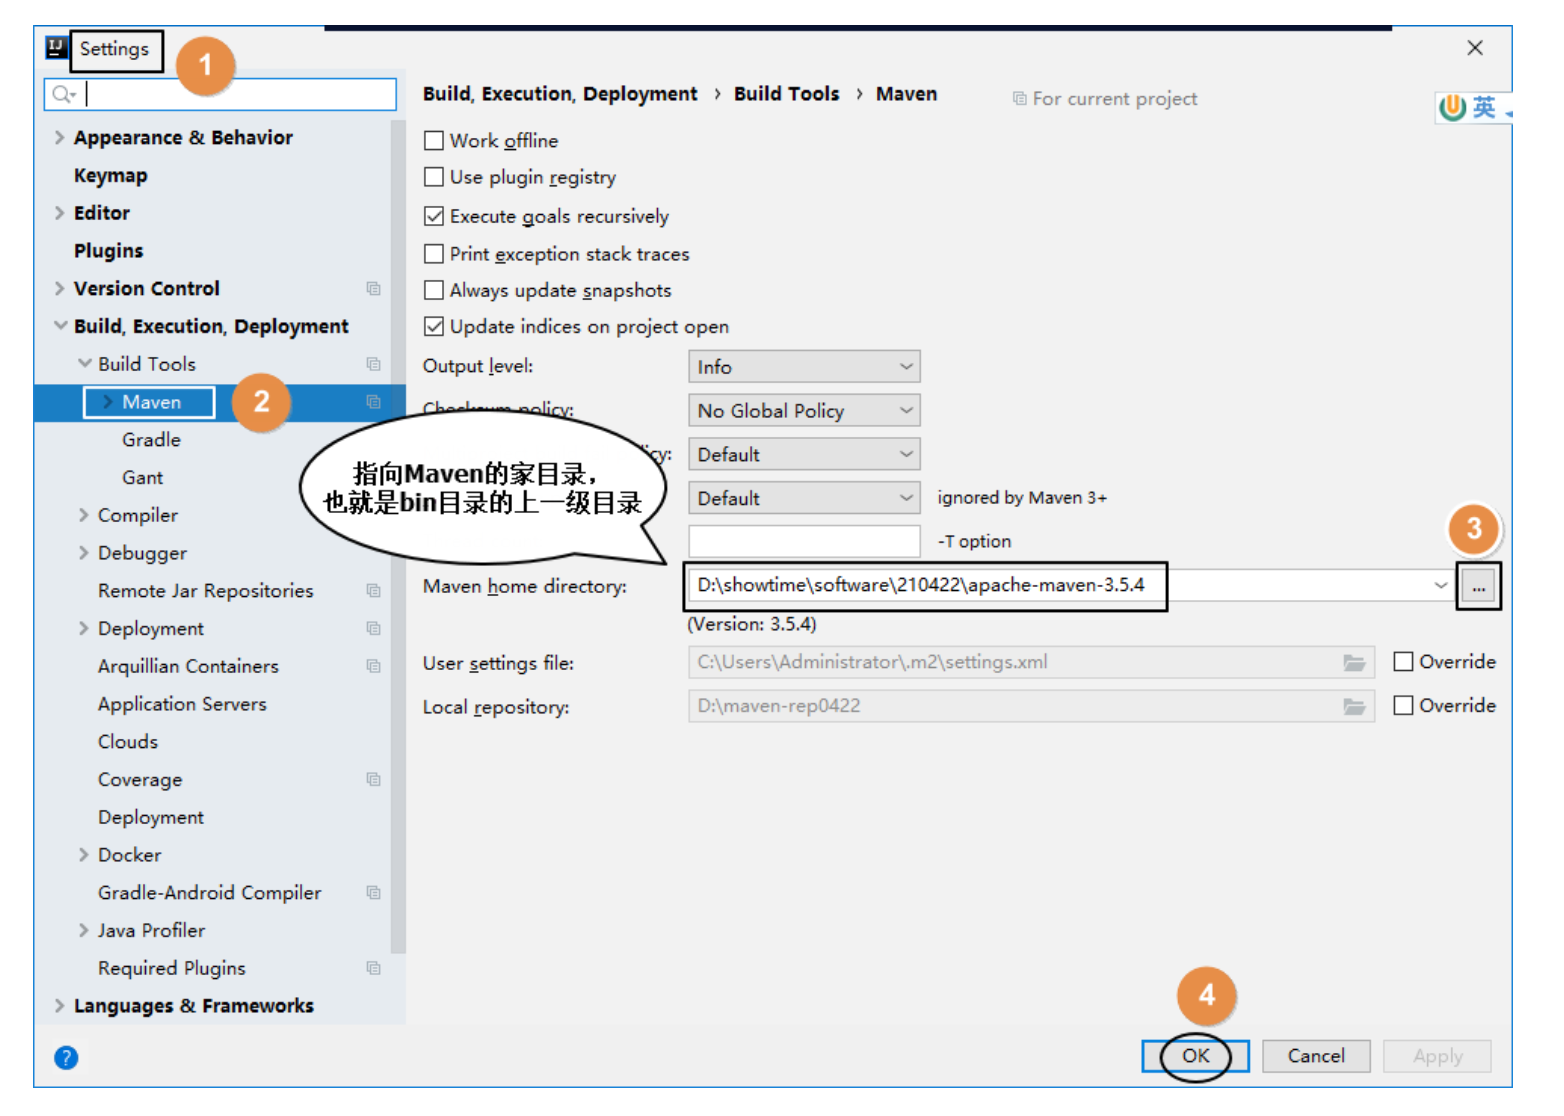 Settings
1
Appearance & Behavior
Keymap
Editor
Plugins
Version Control
Build, Execution, Deployment
Build Tools
Maven
2
Gradle
Gant
Compiler
Debugger
Remote Jar Repositories
Deployment
Arquillian Containers
Application Servers
Clouds
Coverage
Deployment
Docker
Gradle-Android Compiler
Java Profiler
Required Plugins
Languages & Frameworks
Build, Execution, Deployment › Build Tools › Maven
For current project
英
Work offline
Use plugin registry
Execute goals recursively
Print exception stack traces
Always update snapshots
Update indices on project open
Output level: Info
No Global Policy
指向Maven的家目录，
也就是bin目录的上一级目录
Default
Default ignored by Maven 3+
-T option
3
Maven home directory: D:\showtime\software\210422\apache-maven-3.5.4 ...
(Version: 3.5.4)
User settings file: C:\Users\Administrator\.m2\settings.xml Override
Local repository: D:\maven-rep0422 Override
4
? OK Cancel Apply